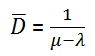 D̅ = 1/(μ−λ)